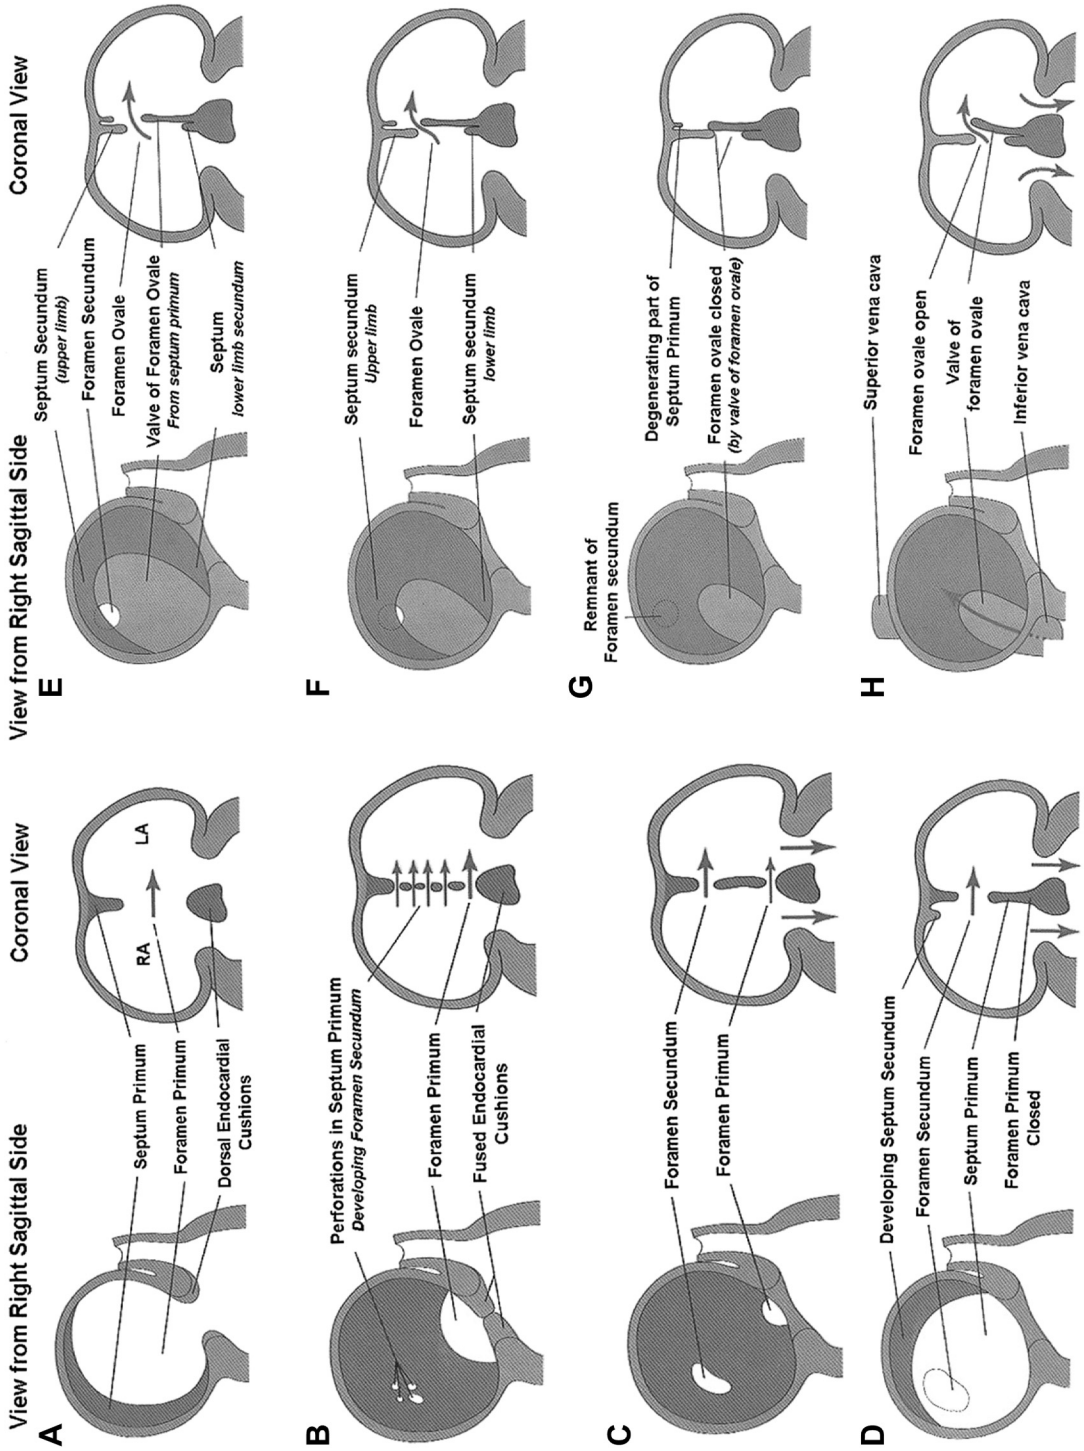 View from Right Sagittal Side
Coronal View
A
Septum Primum
Foramen Primum
Dorsal Endocardial
Cushions
RA
LA
B
Perforations in Septum Primum
Developing Foramen Secundum
Foramen Primum
Fused Endocardial
Cushions
C
Foramen Secundum
Foramen Primum
D
Developing Septum Secundum
Foramen Secundum
Septum Primum
Foramen Primum
Closed
View from Right Sagittal Side
Coronal View
E
Septum Secundum
(upper limb)
Foramen Secundum
Foramen Ovale
Valve of Foramen Ovale
From septum primum
Septum
lower limb secundum
F
Septum secundum
Upper limb
Foramen Ovale
Septum secundum
lower limb
G
Remnant of
Foramen secundum
Degenerating part of
Septum Primum
Foramen ovale closed
(by valve of foramen ovale)
H
Superior vena cava
Foramen ovale open
Valve of
foramen ovale
Inferior vena cava